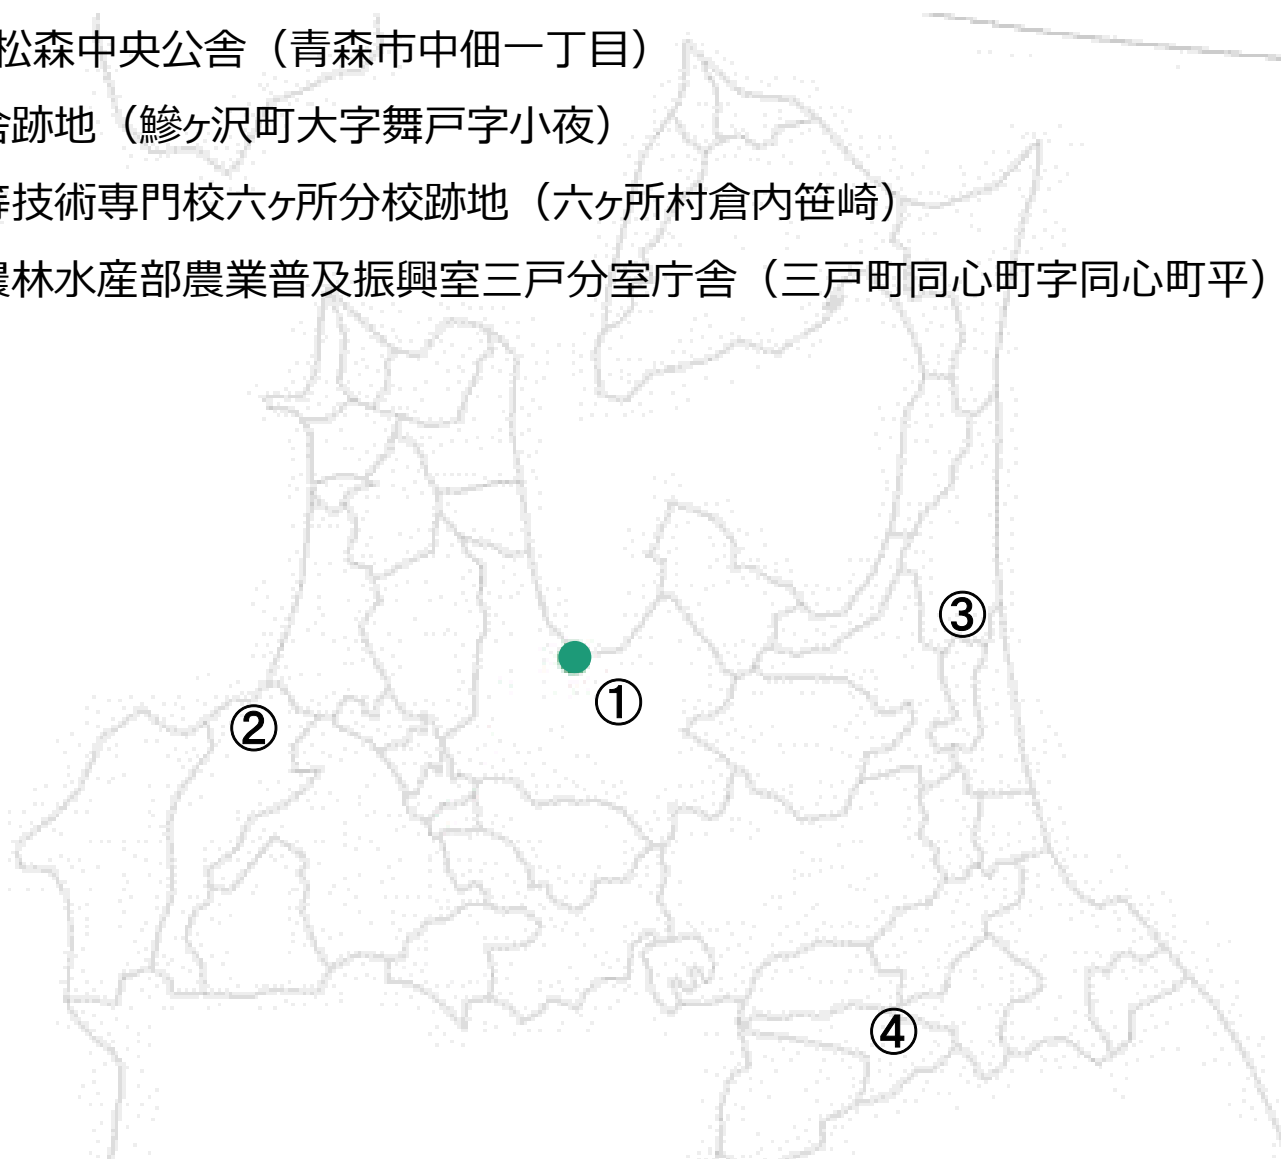 松森中央公舎（青森市中佃一丁目）
跡地（鰺ヶ沢町大字舞戸字小夜）
技術専門校六ヶ所分校跡地（六ヶ所村倉内笹崎）
農林水産部農業普及振興室三戸分室庁舎（三戸町同心町字同心町平）
③
①
②
④